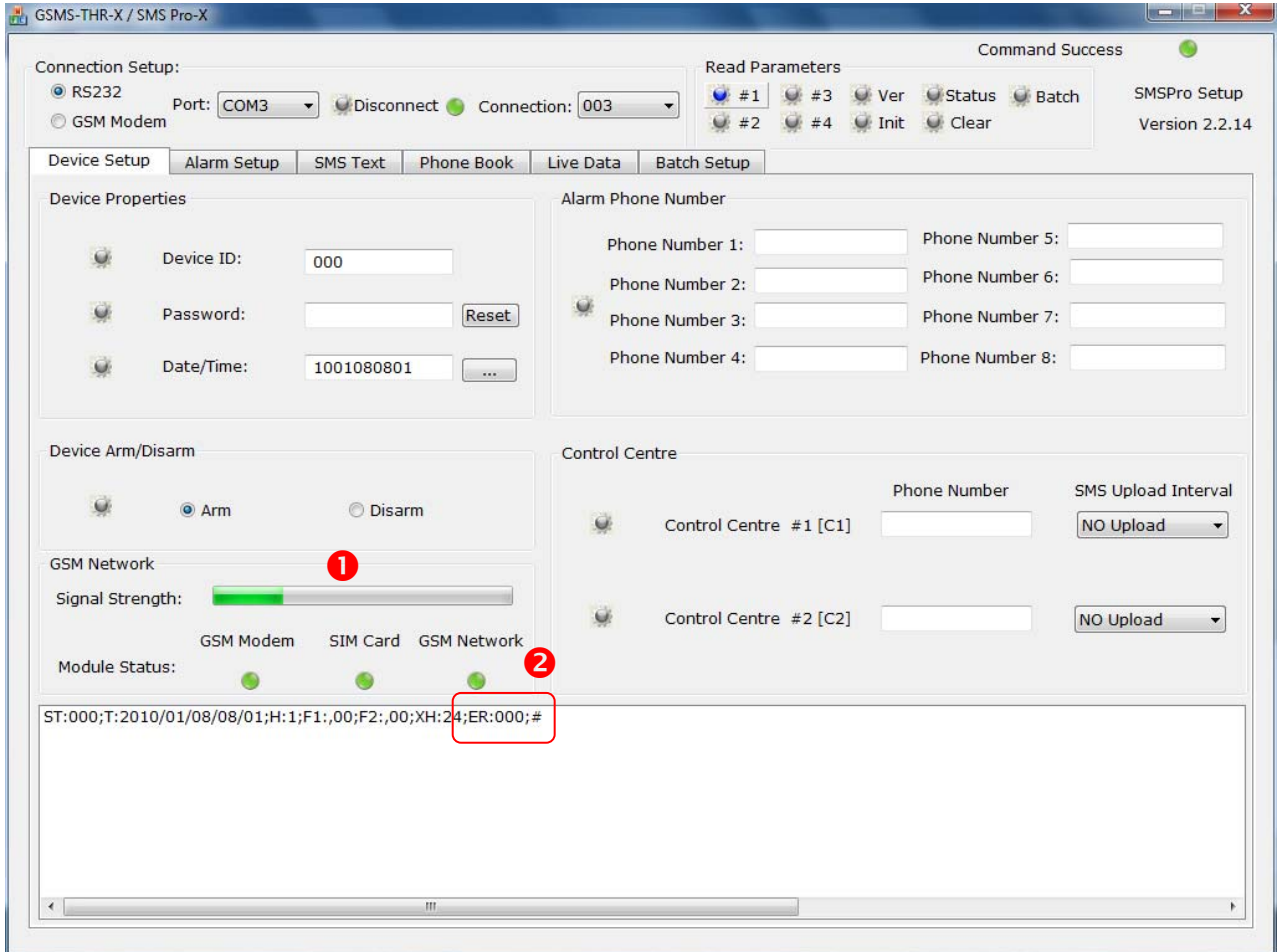 GSMS-THR-X / SMS Pro-X
Command Success
Connection Setup:
RS232
GSM Modem
Port: COM3
Disconnect
Connection: 003
Read Parameters
#1 #3 Ver Status Batch
#2 #4 Init Clear
SMSPro Setup
Version 2.2.14
Device Setup Alarm Setup SMS Text Phone Book Live Data Batch Setup
Device Properties
Device ID: 000
Password: Reset
Date/Time: 1001080801 ...
Alarm Phone Number
Phone Number 1: Phone Number 5:
Phone Number 2: Phone Number 6:
Phone Number 3: Phone Number 7:
Phone Number 4: Phone Number 8:
Device Arm/Disarm
Arm Disarm
Control Centre
Phone Number SMS Upload Interval
Control Centre #1 [C1] NO Upload
Control Centre #2 [C2] NO Upload
GSM Network
1
Signal Strength:
GSM Modem SIM Card GSM Network
2
Module Status:
ST:000;T:2010/01/08/08/01;H:1;F1:,00;F2:,00;XH:24;ER:000;#